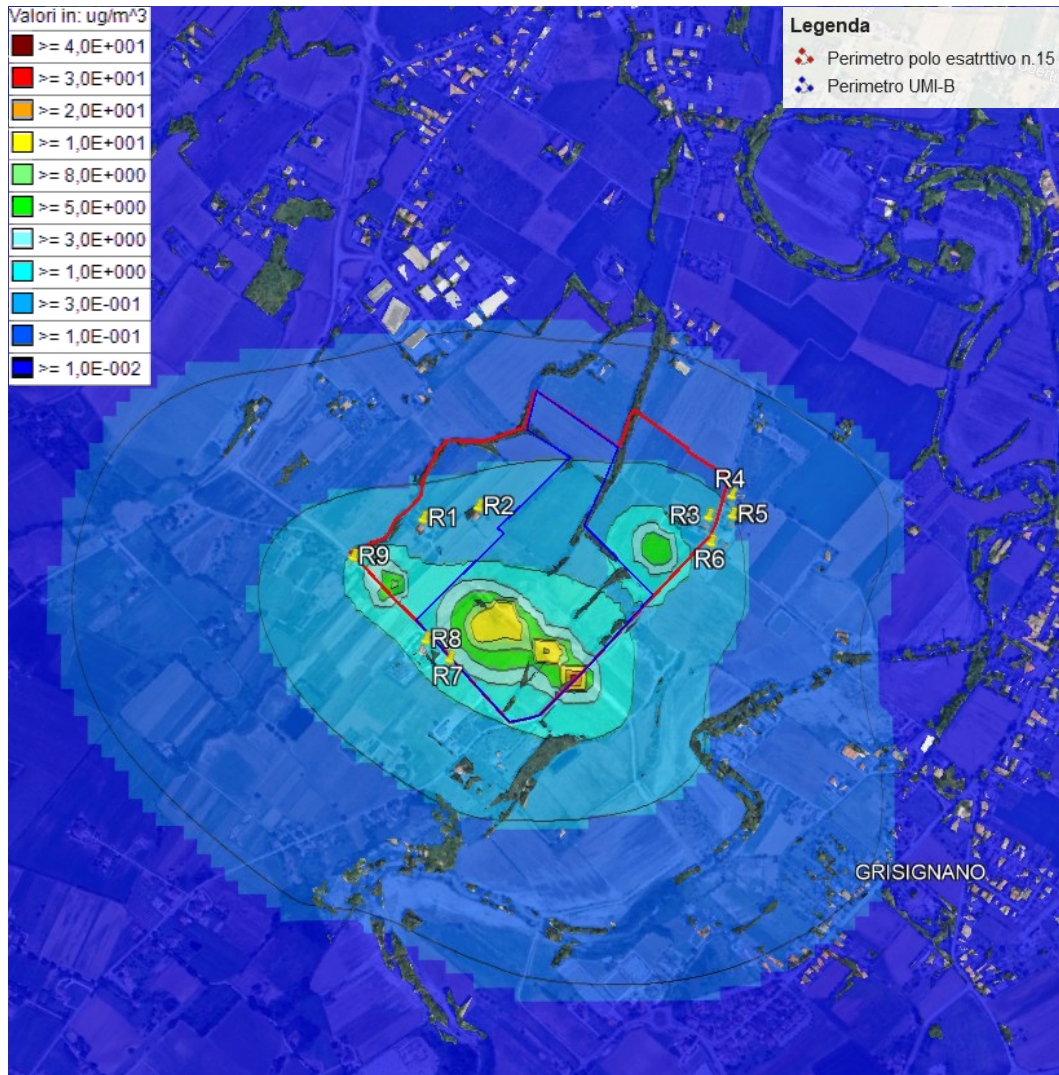 Valori in: ug/m^3
>= 4,0E+001
>= 3,0E+001
>= 2,0E+001
>= 1,0E+001
>= 8,0E+000
>= 5,0E+000
>= 3,0E+000
>= 1,0E+000
>= 3,0E-001
>= 1,0E-001
>= 1,0E-002
Legenda
Perimetro polo esatrttivo n.15
Perimetro UMI-B
R4
R2
R1
R3
R5
R9
R6
R8
R7
GRISIGNANO